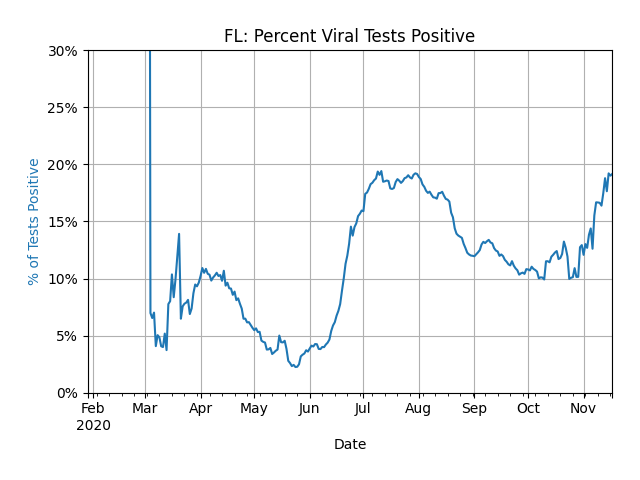 FL: Percent Viral Tests Positive
30%
25%
20%
15%
10%
5%
0%
% of Tests Positive
Feb Mar Apr May Jun Jul Aug Sep Oct Nov
2020
Date